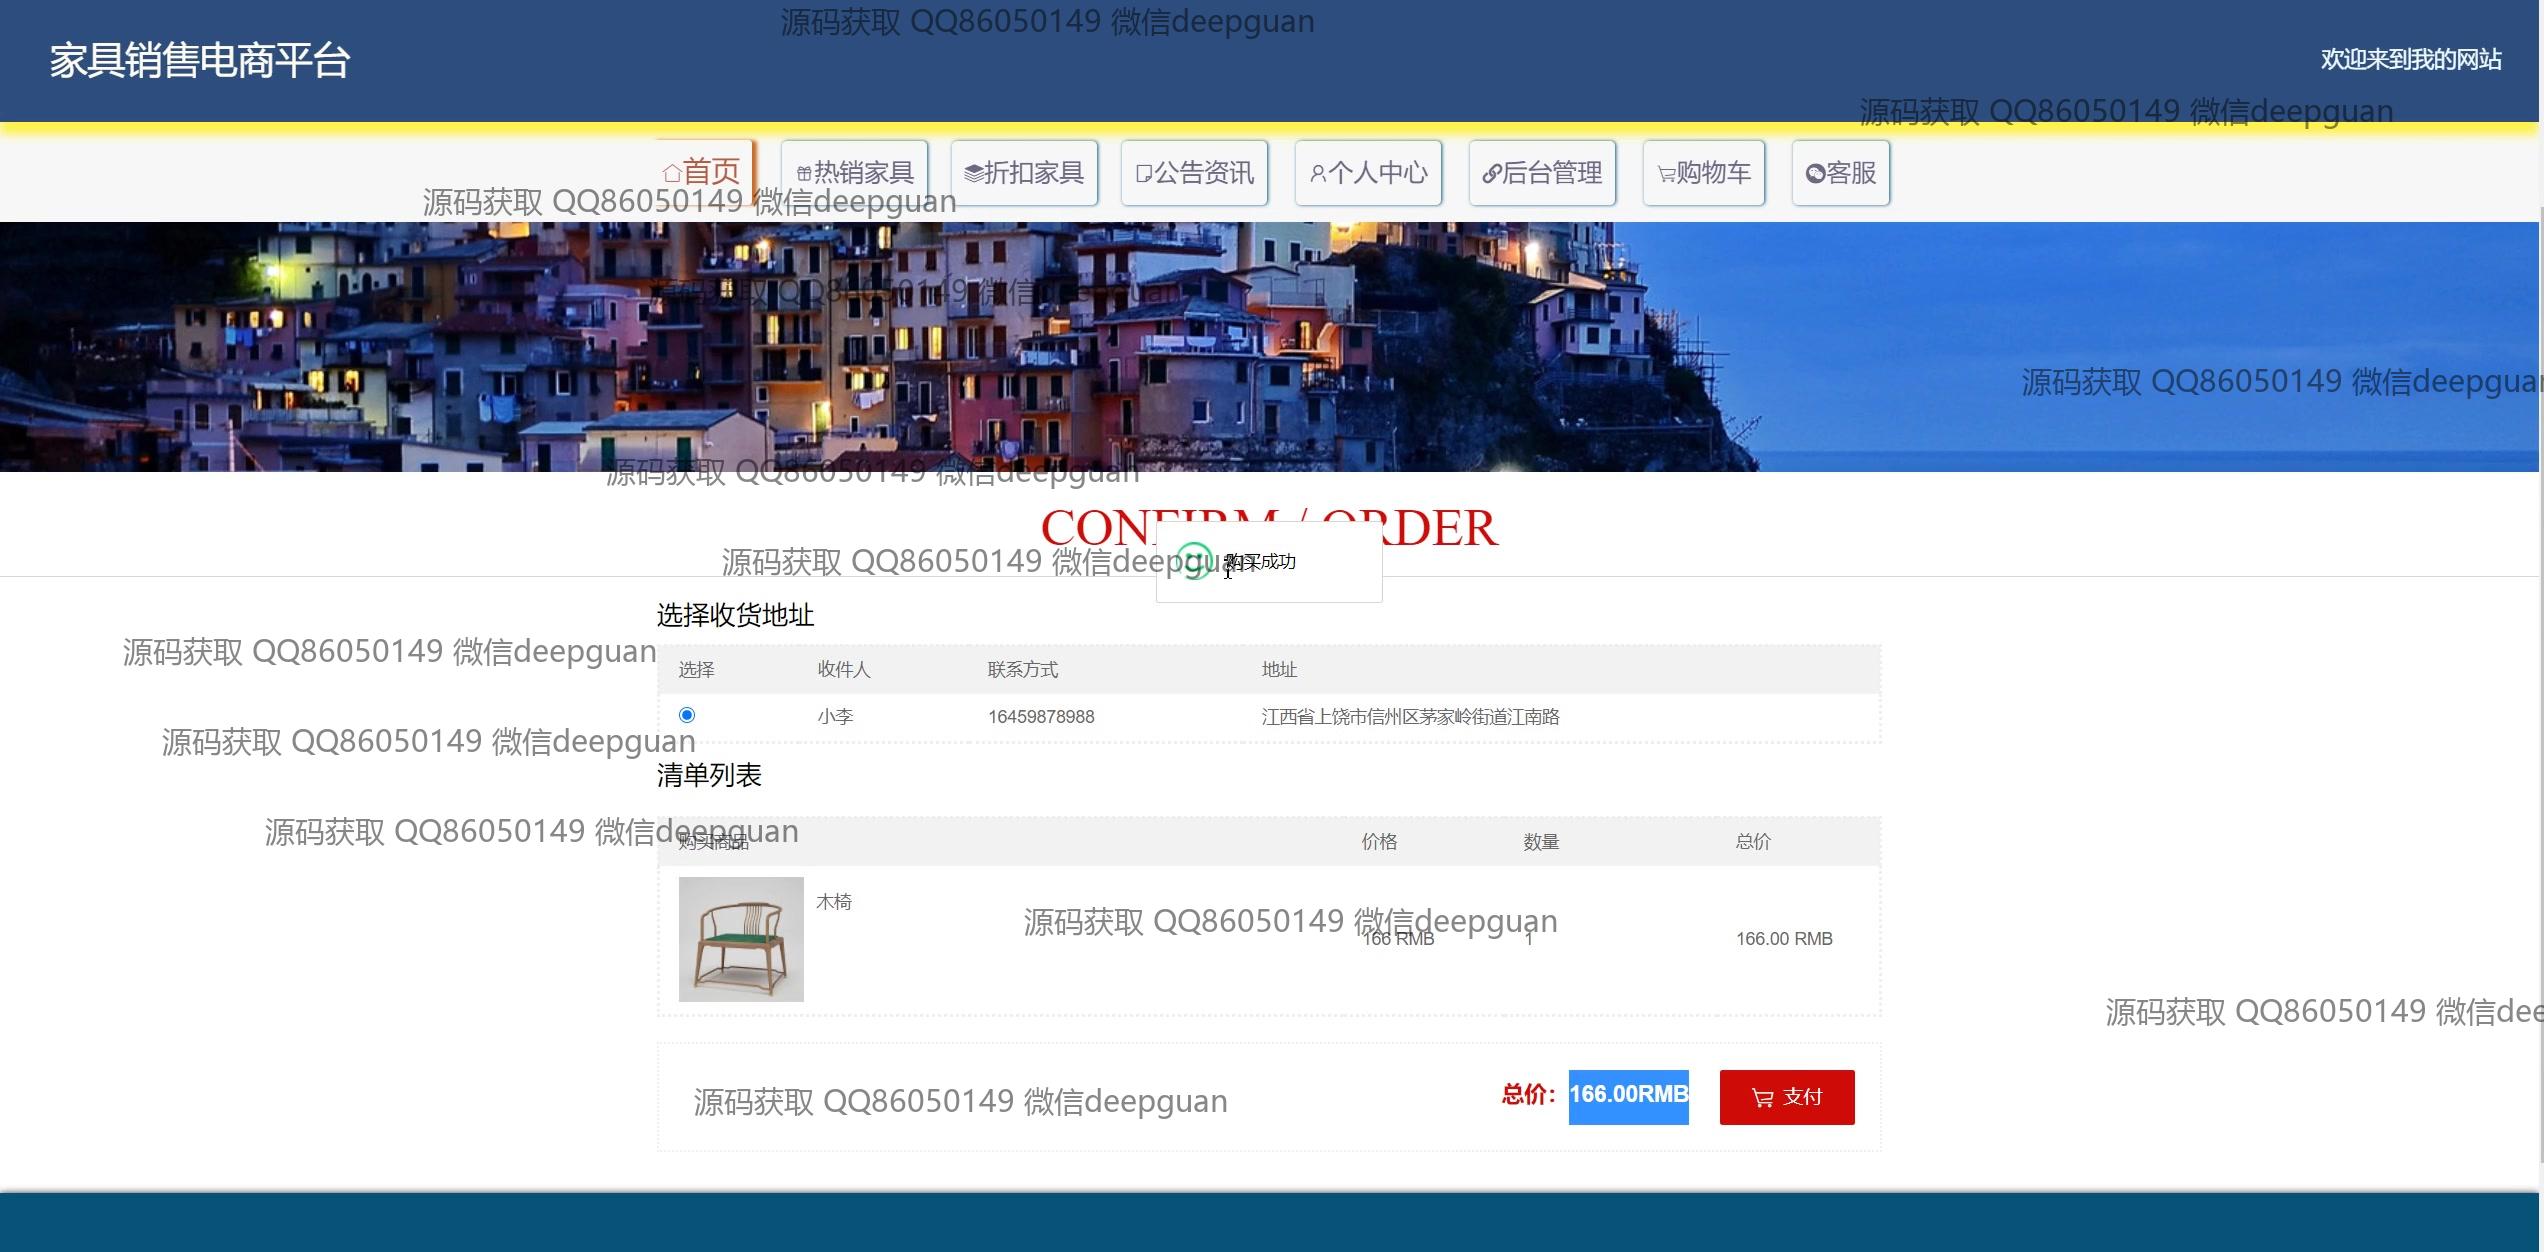 源码获取 QQ86050149 微信deepguan
家具销售电商平台
欢迎来到我的网站
源码获取 QQ86050149 微信deepguan
首页 热销家具 折扣家具 公告资讯 个人中心 后台管理 购物车 客服
源码获取 QQ86050149 微信deepguan
源码获取 QQ86050149 微信deepguan
源码获取 QQ86050149 微信deepguan
源码获取 QQ86050149 微信deepguan
CONFIRM / ORDER
源码获取 QQ86050149 微信deepguan
购买成功
选择收货地址
源码获取 QQ86050149 微信deepguan
选择 收件人 联系方式 地址
小李 16459878988 江西省上饶市信州区茅家岭街道江南路
源码获取 QQ86050149 微信deepguan
清单列表
源码获取 QQ86050149 微信deepguan
购买商品 价格 数量 总价
木椅
源码获取 QQ86050149 微信deepguan
166 RMB 1 166.00 RMB
源码获取 QQ86050149 微信dee
总价：166.00RMB 支付
源码获取 QQ86050149 微信deepguan